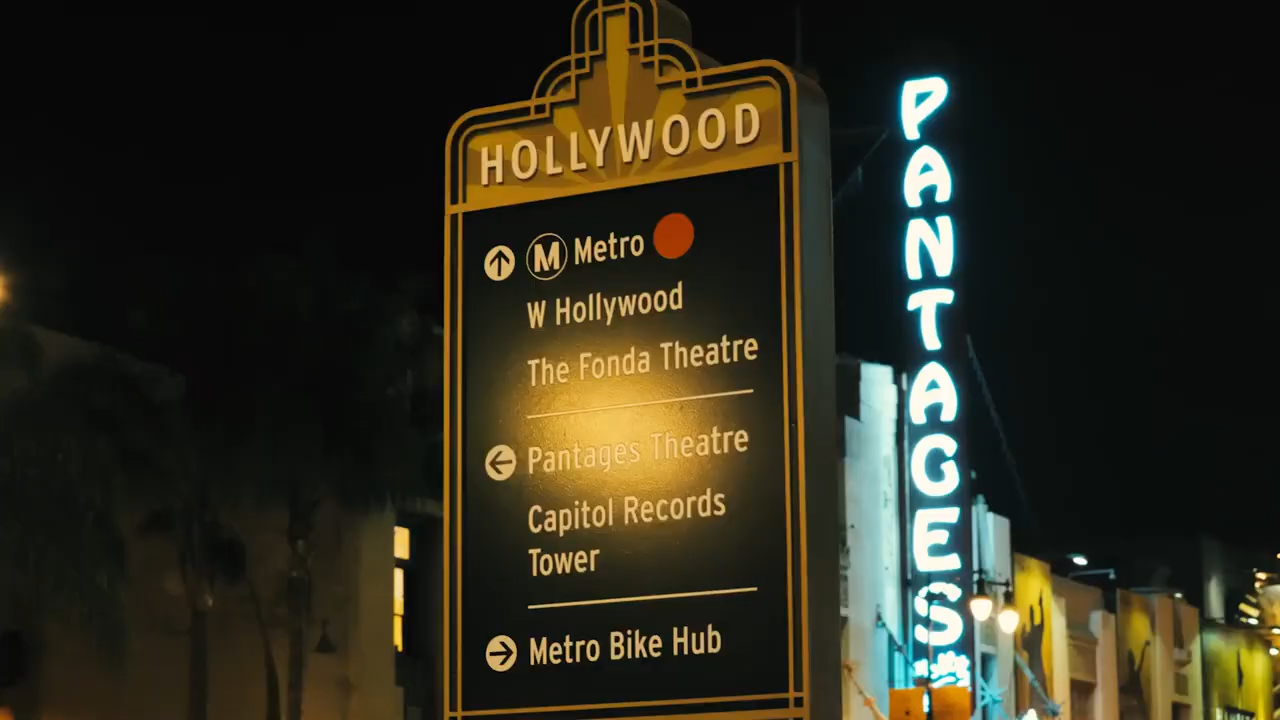 HOLLYWOOD
M Metro
W Hollywood
The Fonda Theatre
Pantages Theatre
Capitol Records
Tower
Metro Bike Hub
PANTAGES